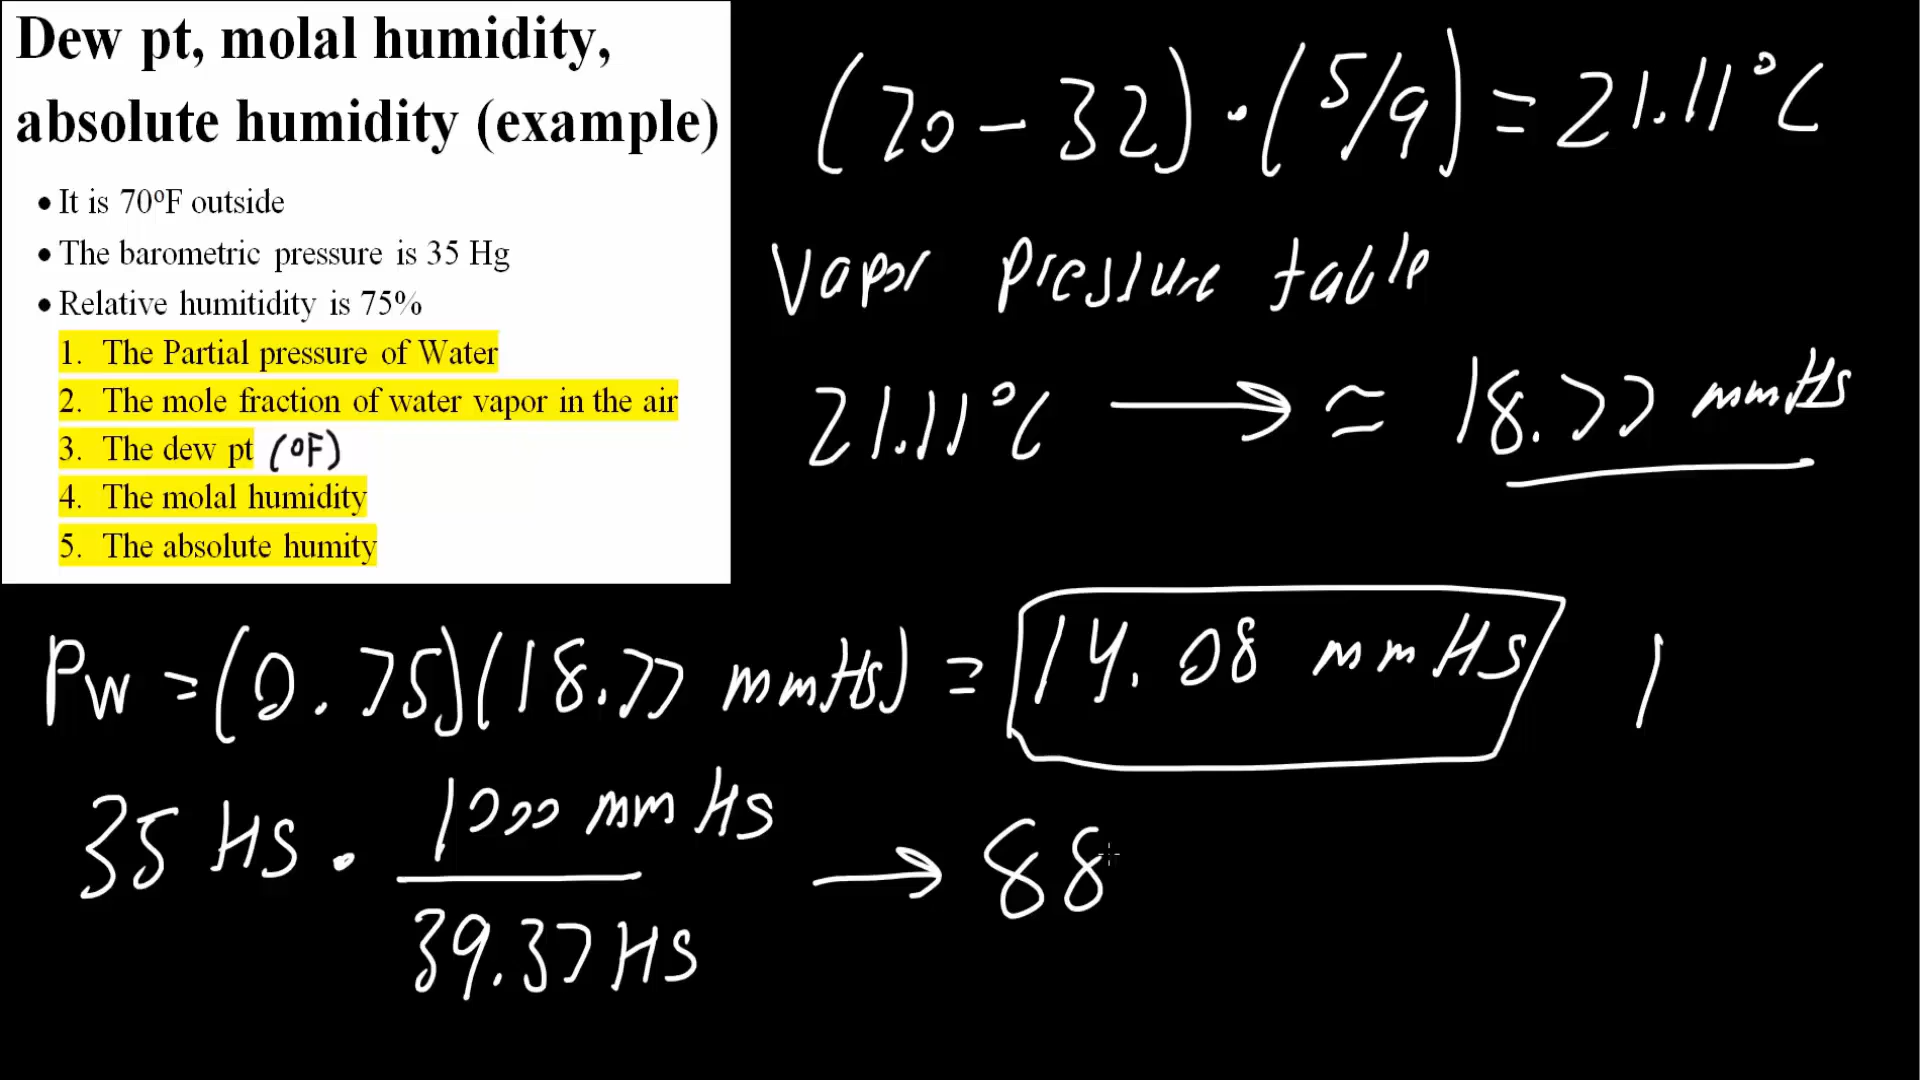 Dew pt, molal humidity,
absolute humidity (example)
• It is 70ºF outside
• The barometric pressure is 35 Hg
• Relative humitidity is 75%
1. The Partial pressure of Water
2. The mole fraction of water vapor in the air
3. The dew pt (ºF)
4. The molal humidity
5. The absolute humity
(70 - 32) · (5/9) = 21.11°C
Vapor pressure table
21.11°C → ≃ 18.77 mmHg
Pw = (0.75)(18.77 mmHg) = 14.08 mmHg 1
35 Hg · 1000 mmHg / 39.37 Hg → 88